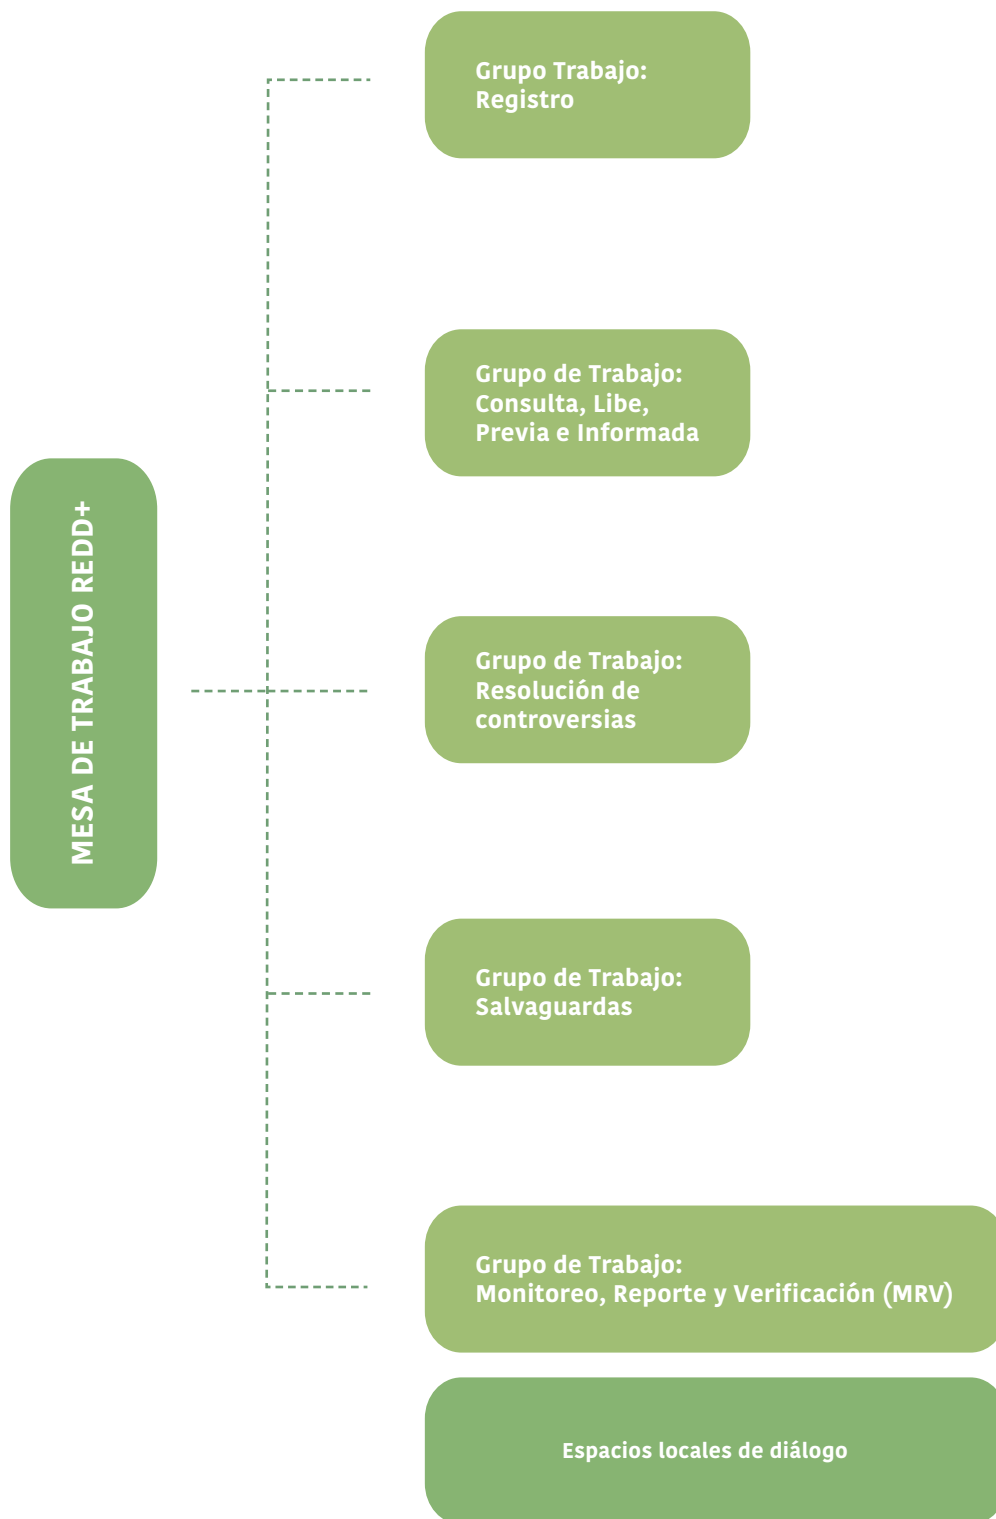 MESA DE TRABAJO REDD+
Grupo Trabajo:
Registro
Grupo de Trabajo:
Consulta, Libe,
Previa e Informada
Grupo de Trabajo:
Resolución de
controversias
Grupo de Trabajo:
Salvaguardas
Grupo de Trabajo:
Monitoreo, Reporte y Verificación (MRV)
Espacios locales de diálogo